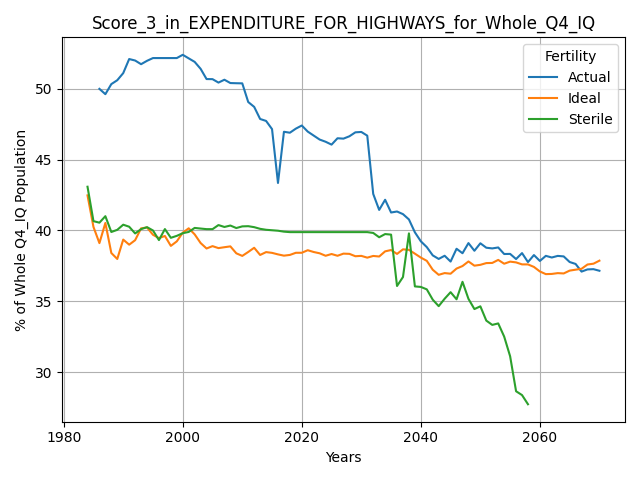 Score_3_in_EXPENDITURE_FOR_HIGHWAYS_for_Whole_Q4_IQ
Fertility
Actual
Ideal
Sterile
% of Whole Q4_IQ Population
50
45
40
35
30
1980
2000
2020
2040
2060
Years